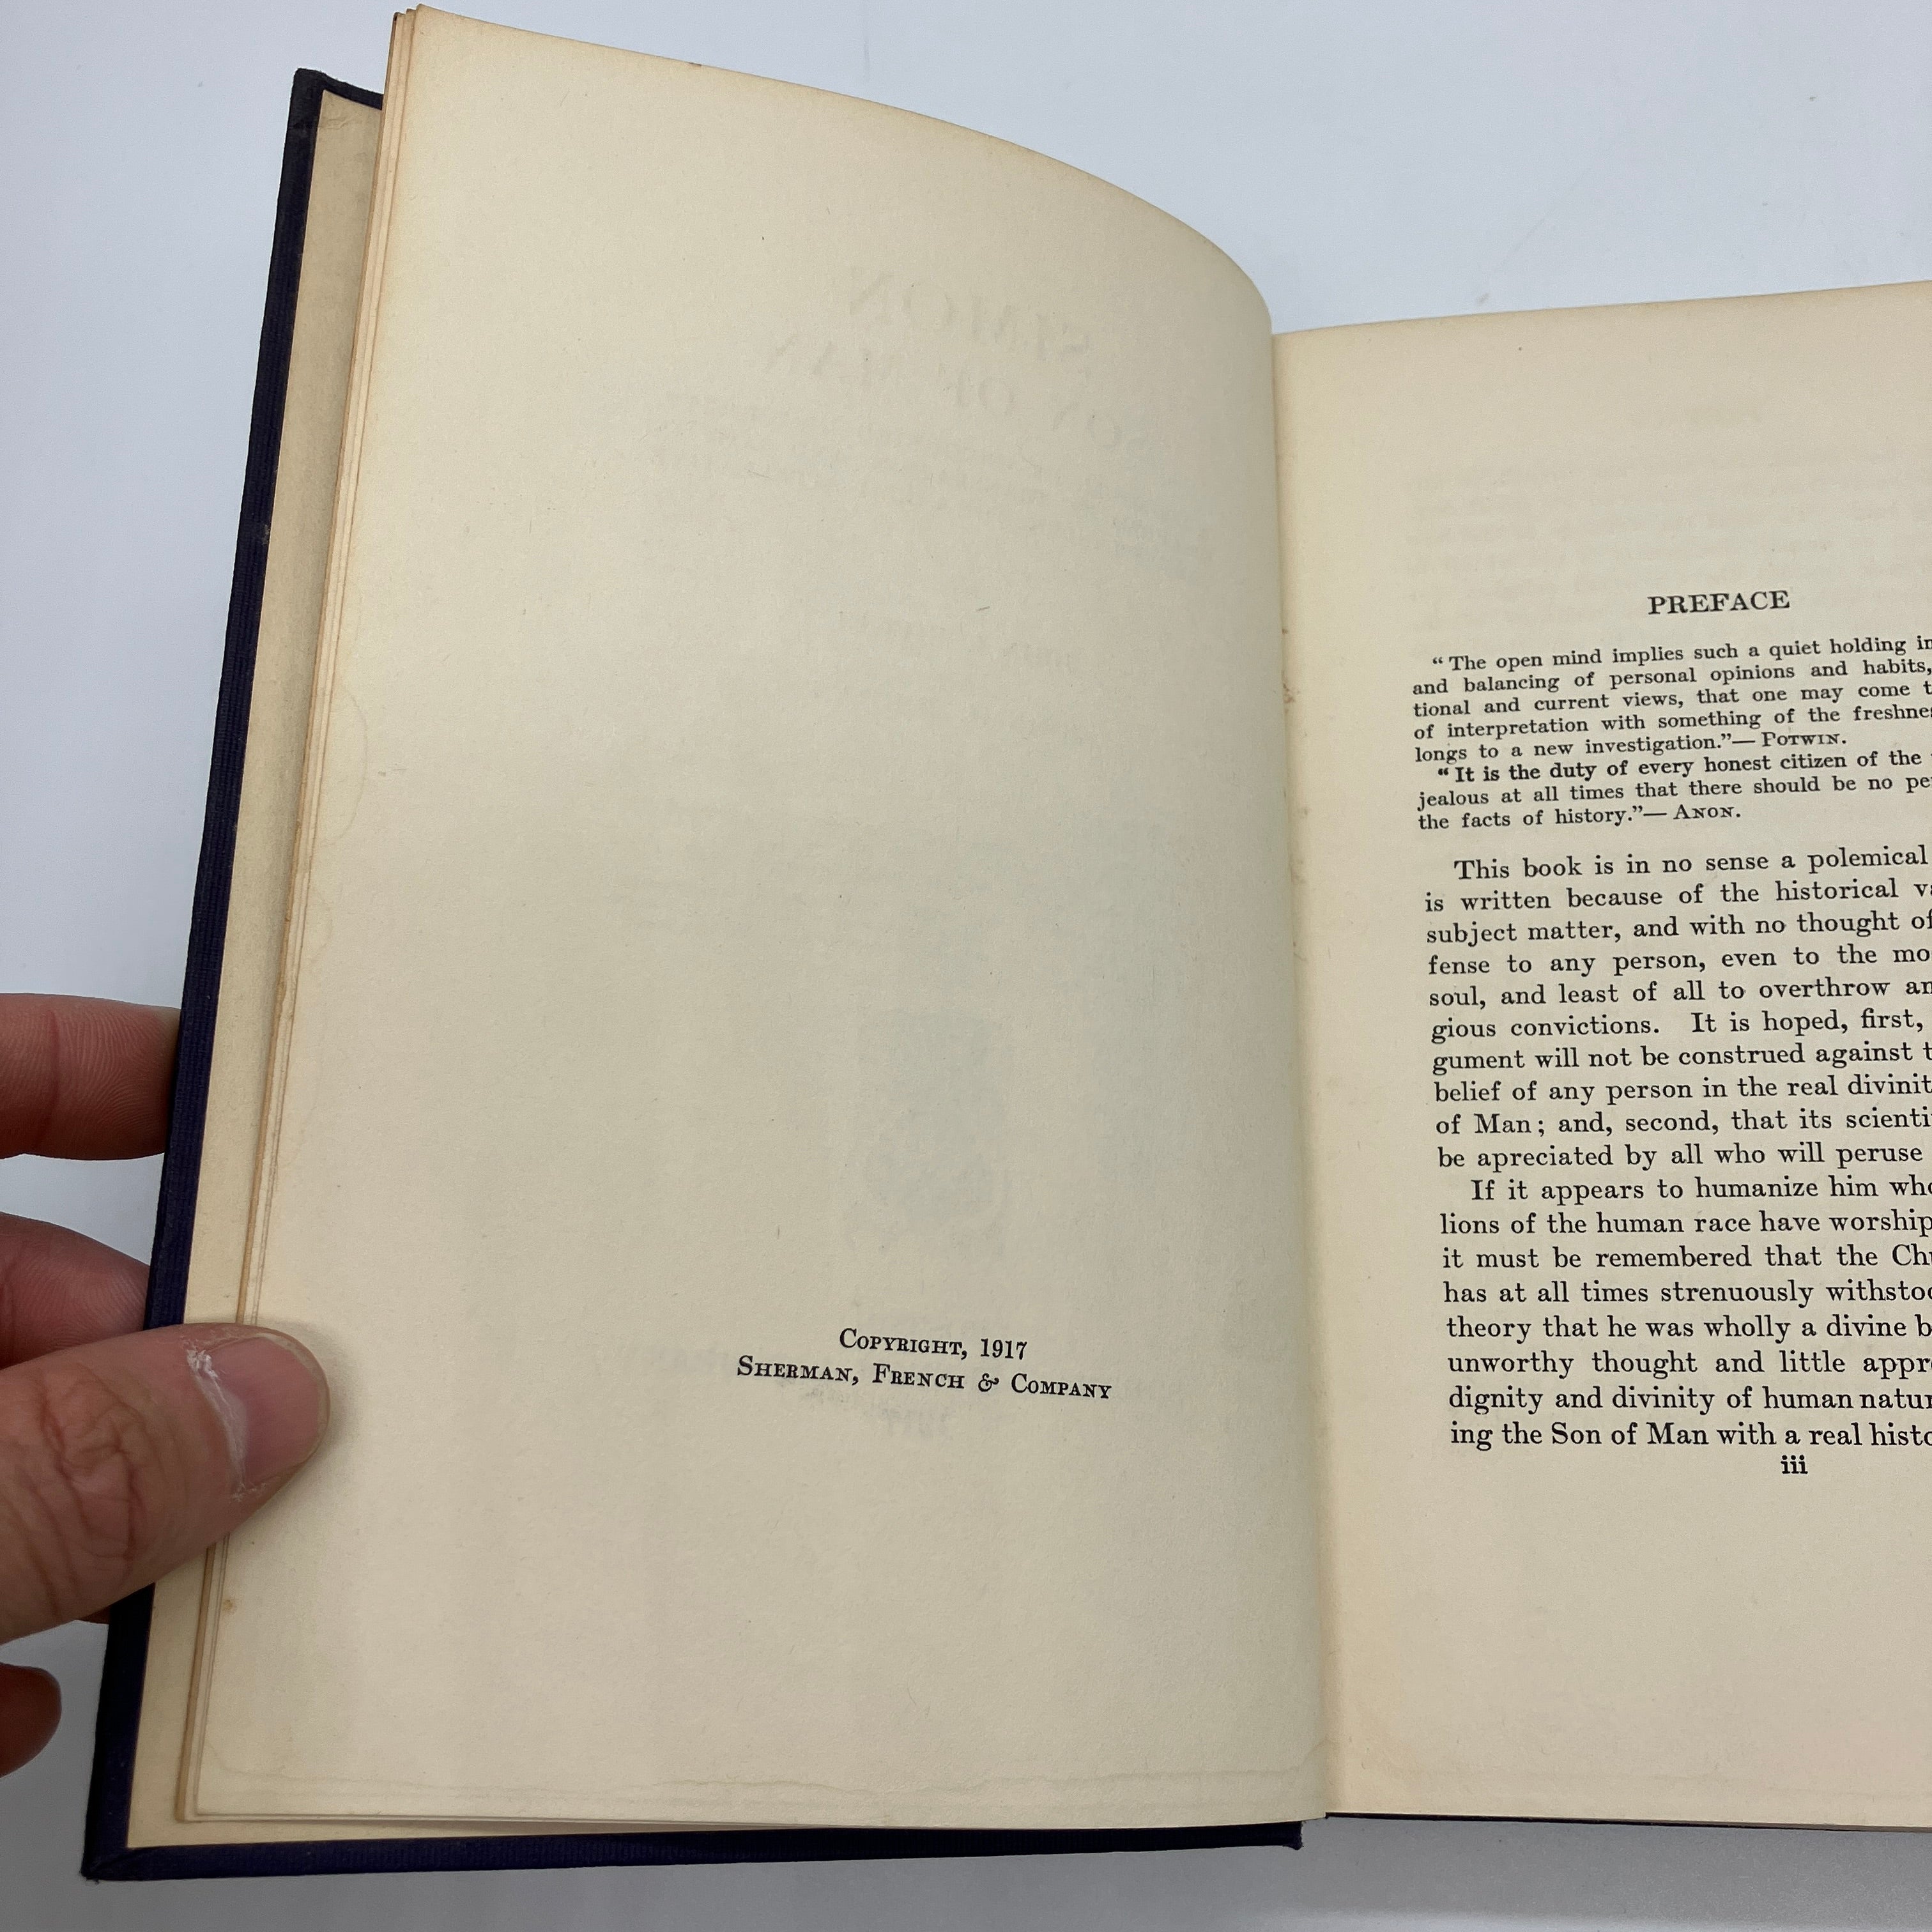 COPYRIGHT, 1917
SHERMAN, FRENCH & COMPANY
PREFACE
“The open mind implies such a quiet holding in
and balancing of personal opinions and habits,
tional and current views, that one may come
of interpretation with something of the
longs to a new investigation.”— POTWIN.
“It is the duty of every honest citizen of the
jealous at all times that there should be no
the facts of history.”— ANON.
This book is in no sense a polemical
is written because of the historical
subject matter, and with no thought of
fense to any person, even to the
soul, and least of all to overthrow
gious convictions. It is hoped, first,
gument will not be construed against
belief of any person in the real
of Man; and, second, that its
be apreciated by all who will peruse
If it appears to humanize him
lions of the human race have
it must be remembered that the
has at all times strenuously
theory that he was wholly a divine
unworthy thought and little
dignity and divinity of human
ing the Son of Man with a real
iii